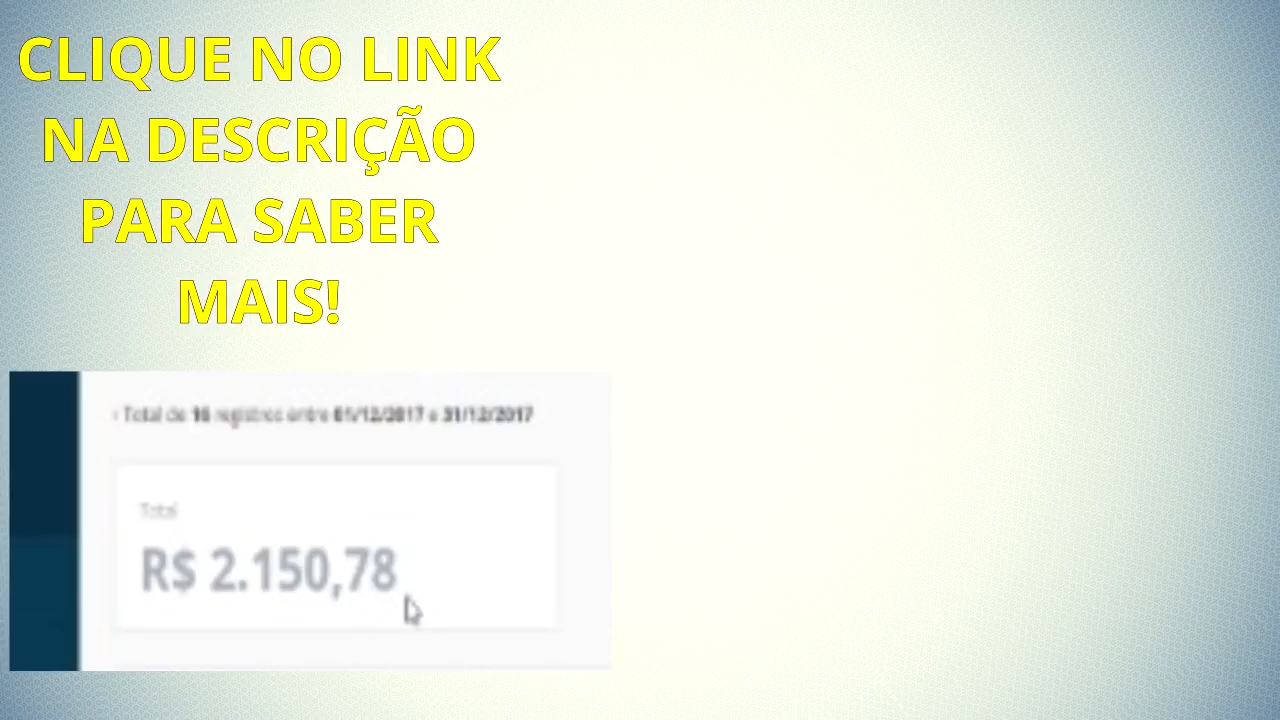 CLIQUE NO LINK
NA DESCRIÇÃO
PARA SABER
MAIS!
Total de 16 registros entre 01/12/2017 e 31/12/2017
Total
R$ 2.150,78